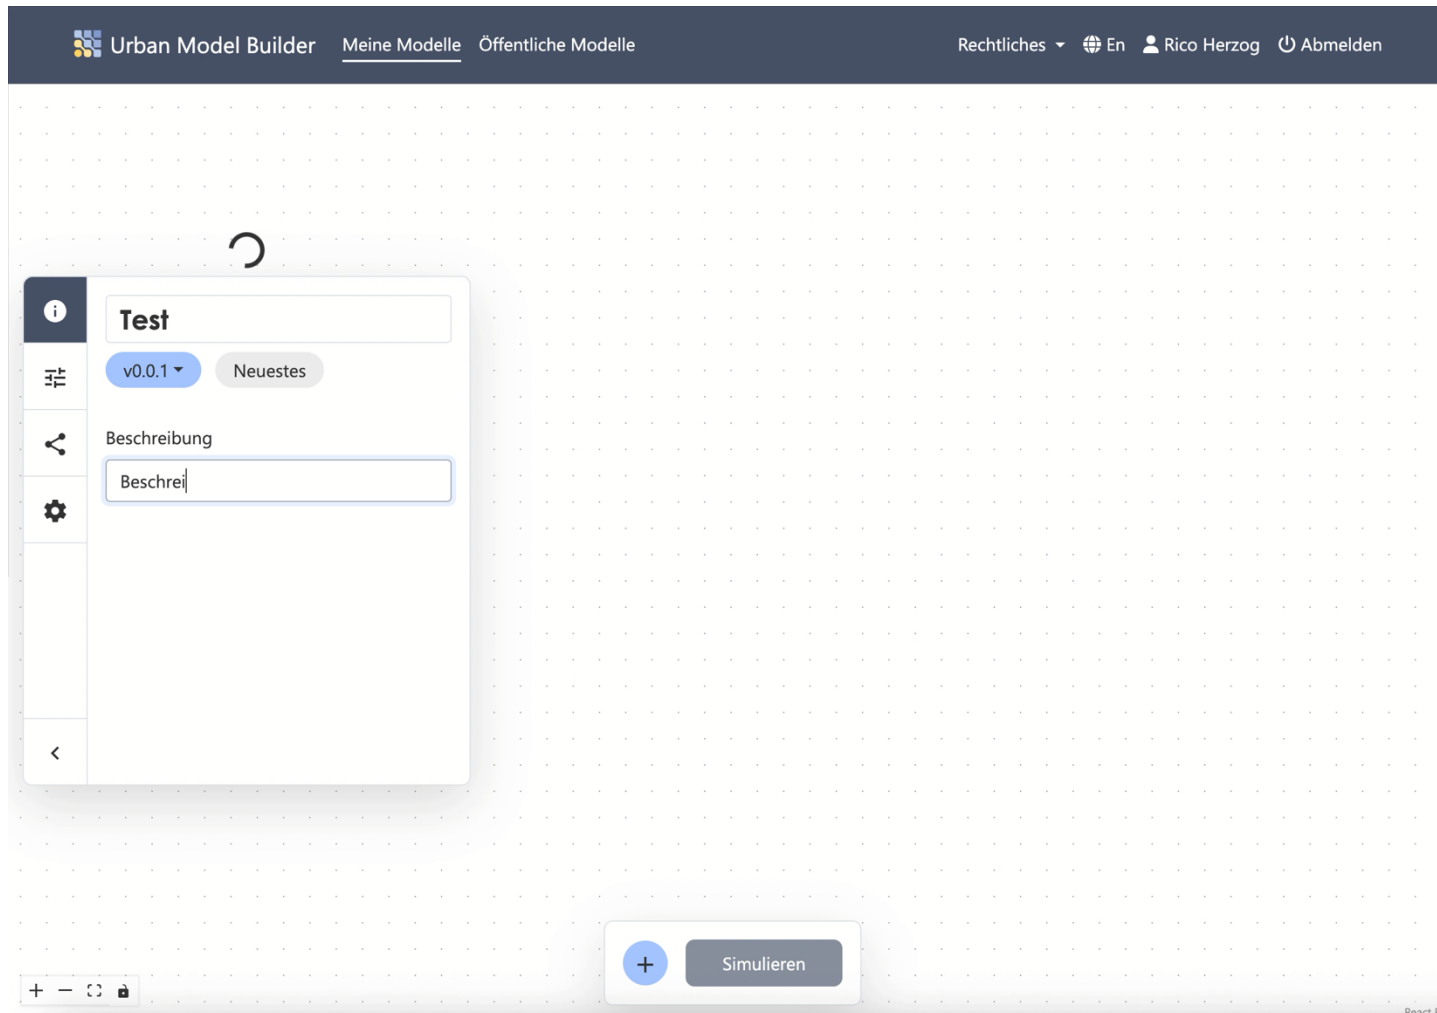 Urban Model Builder Meine Modelle Öffentliche Modelle Rechtliches En Rico Herzog Abmelden
Test
v0.0.1 Neuestes
Beschreibung
Beschrei
Simulieren
React